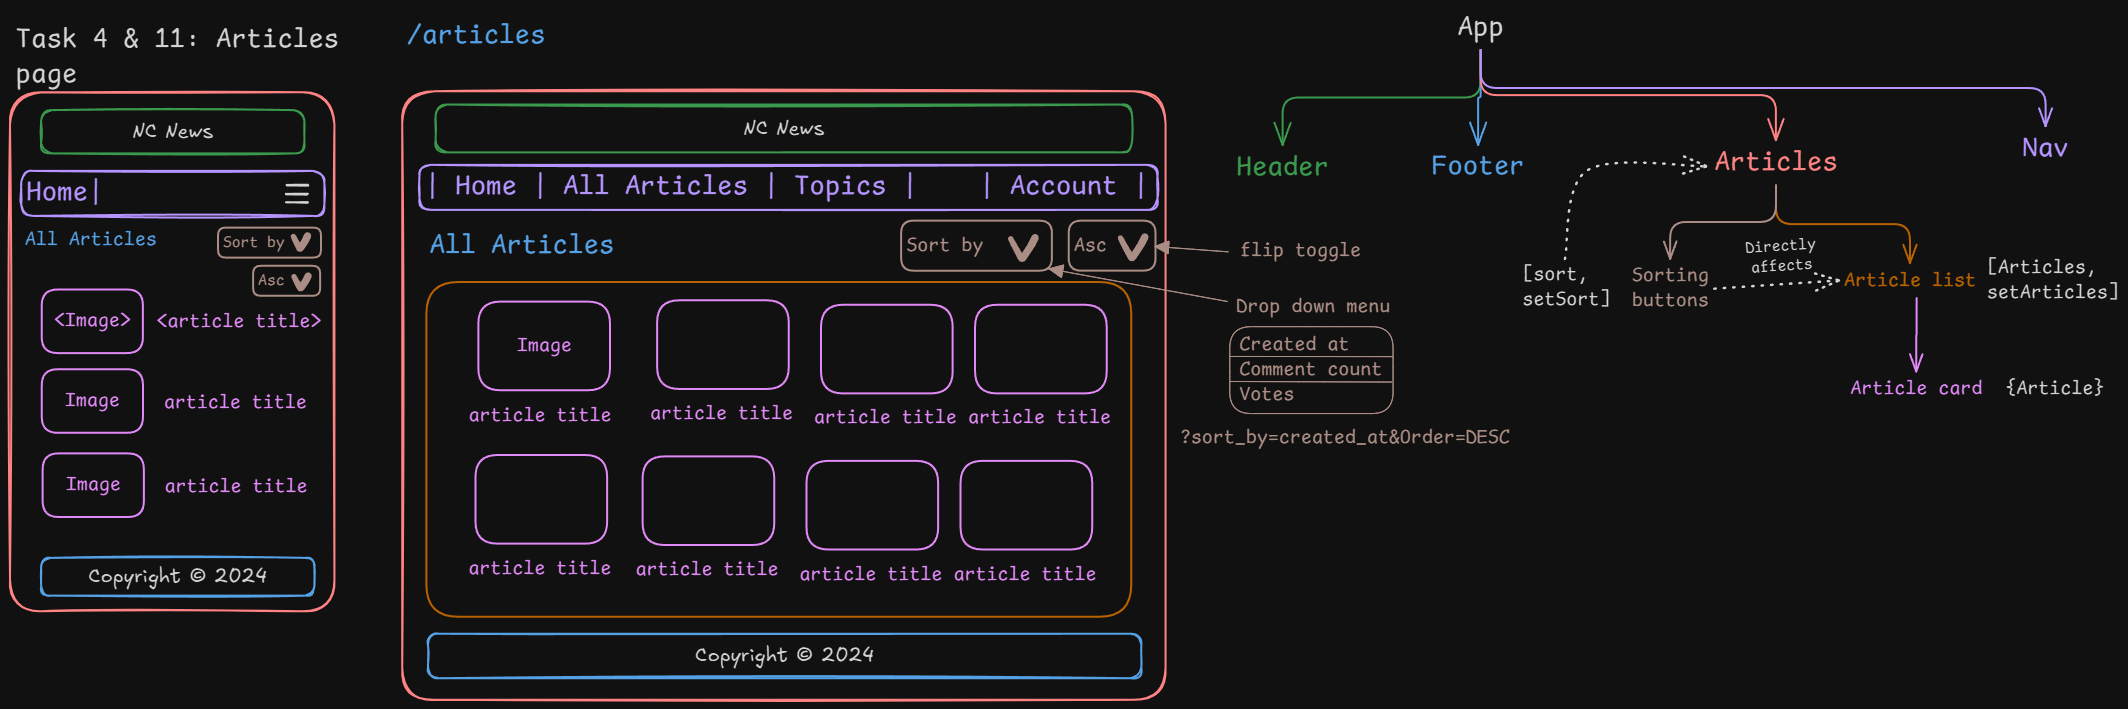 Task 4 & 11: Articles
page
NC News
Home|
All Articles
Sort by
Asc
<Image>
<article title>
Image
article title
Image
article title
Copyright © 2024
/articles
NC News
| Home | All Articles | Topics | | Account |
All Articles
Sort by
Asc
Image
article title
article title
article title
article title
article title
article title
article title
article title
Copyright © 2024
flip toggle
Drop down menu
Created at
Comment count
Votes
?sort_by=created_at&Order=DESC
App
Header
Footer
Articles
Nav
[sort,
setSort]
Sorting
buttons
Directly
affects
Article list
[Articles,
setArticles]
Article card
{Article}